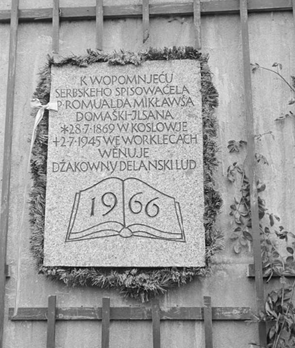 K WOPOMNJEĆU
SERBSKEHO SPISOWAĆELA
P·ROMUALDA MIKŁAWŠA
DOMAŠKI-JLSANA
*28·7·1869 W KOSLOWJE
+2·7·1945 WE WORKLECACH
WĚNUJE
DŹAKOWNY DELANSKI LUD
1966